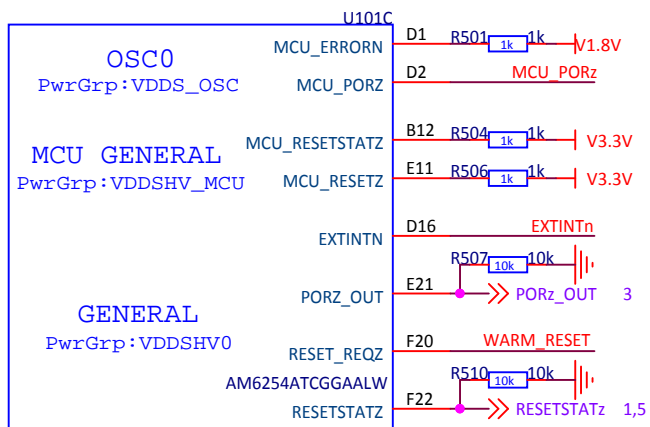 U101C
MCU_ERRORN D1 R501 1k 1k V1.8V
OSC0
PwrGrp:VDDS_OSC
MCU_PORZ D2 MCU_PORz
MCU_RESETSTATZ B12 R504 1k 1k V3.3V
MCU GENERAL
PwrGrp:VDDSHV_MCU
MCU_RESETZ E11 R506 1k 1k V3.3V
EXTINTN D16 EXTINTn
R507 10k 10k
PORZ_OUT E21 PORz_OUT 3
GENERAL
PwrGrp:VDDSHV0
RESET_REQZ F20 WARM_RESET
AM6254ATCGGAALW R510 10k 10k
RESETSTATZ F22 RESETSTATz 1,5